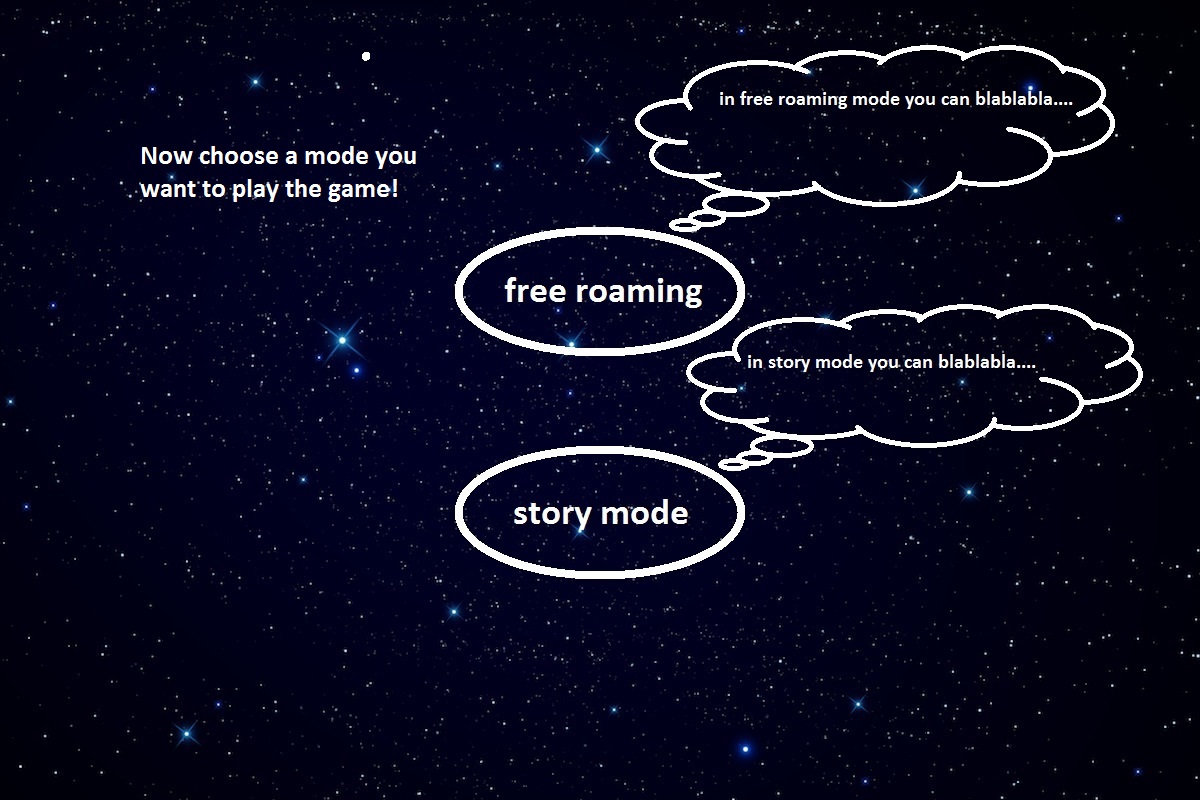 Now choose a mode you
want to play the game!
in free roaming mode you can blablabla....
free roaming
in story mode you can blablabla....
story mode